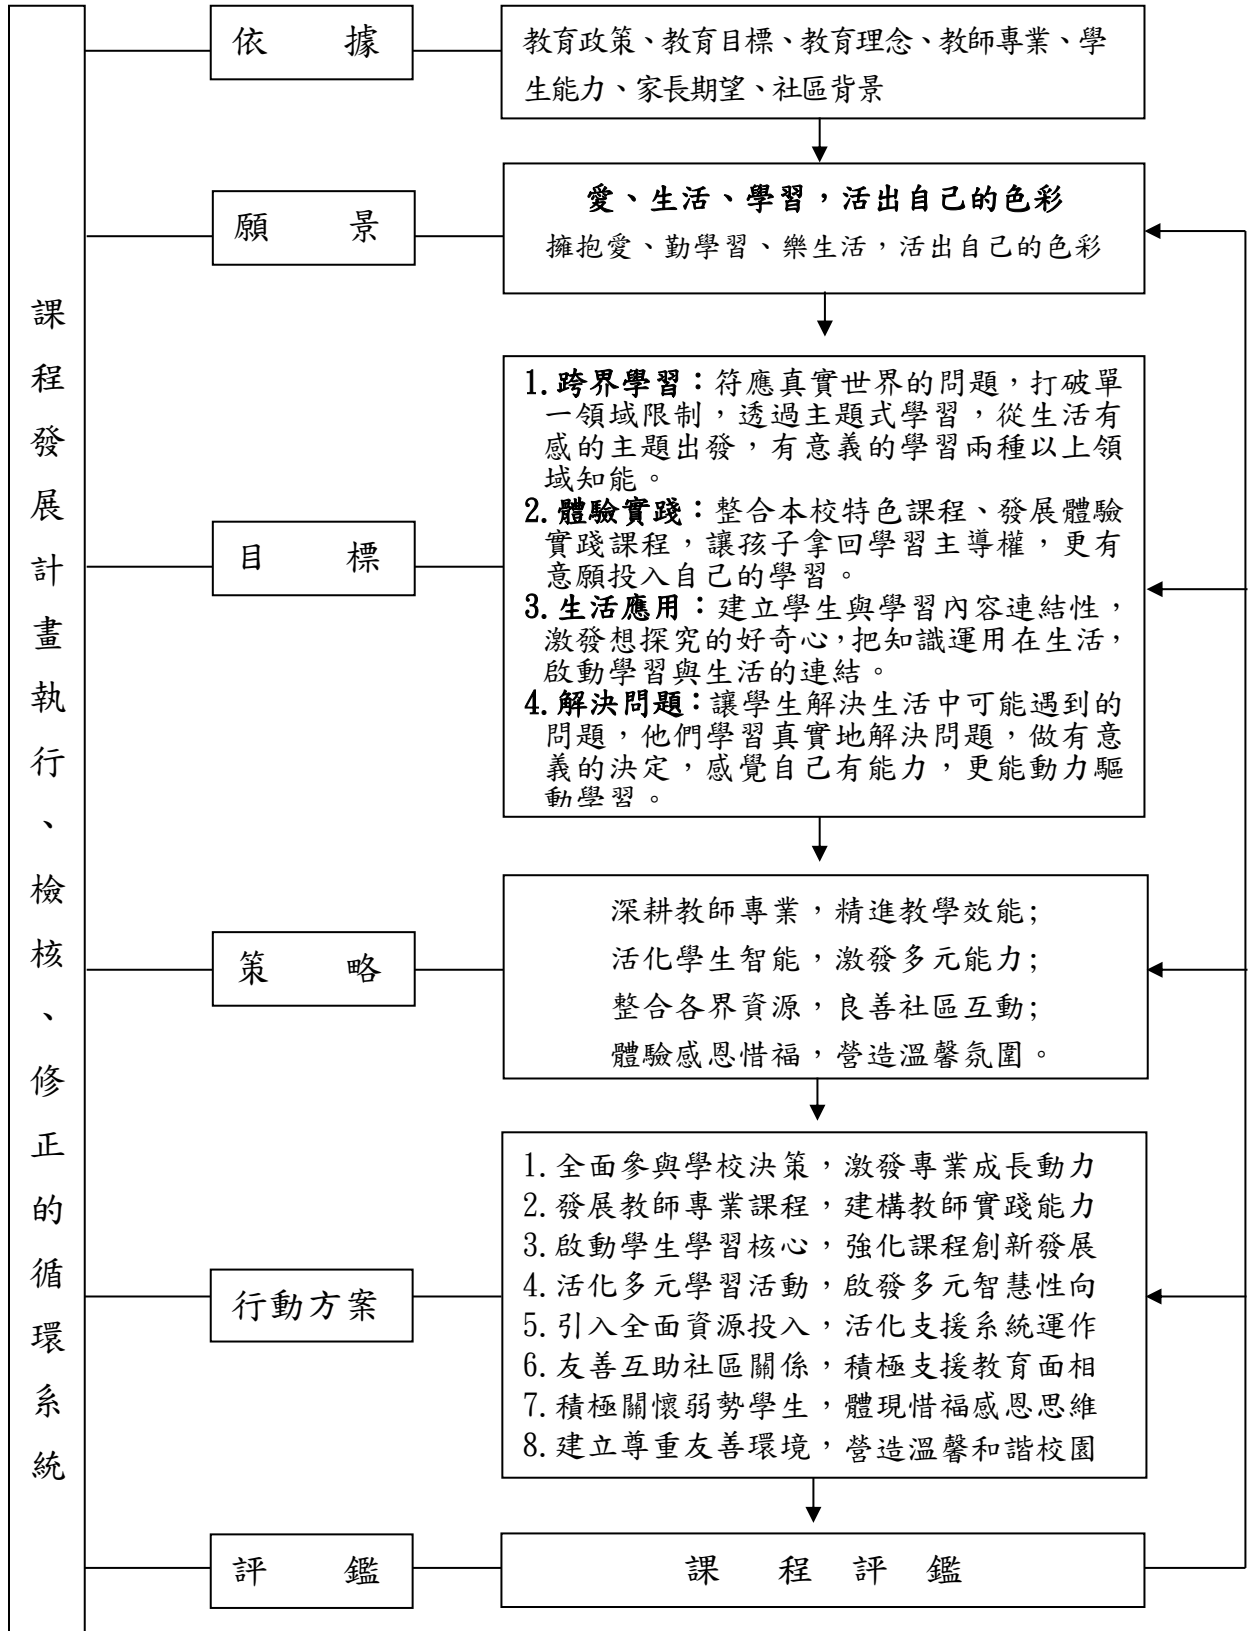 課程發展計畫執行、檢核、修正的循環系統
依據
教育政策、教育目標、教育理念、教師專業、學
生能力、家長期望、社區背景
願景
愛、生活、學習，活出自己的色彩
擁抱愛、勤學習、樂生活，活出自己的色彩
目標
1.跨界學習：符應真實世界的問題，打破單
一領域限制，透過主題式學習，從生活有
感的主題出發，有意義的學習兩種以上領
域知能。
2.體驗實踐：整合本校特色課程、發展體驗
實踐課程，讓孩子拿回學習主導權，更有
意願投入自己的學習。
3.生活應用：建立學生與學習內容連結性，
激發想探究的好奇心，把知識運用在生活，
啟動學習與生活的連結。
4.解決問題：讓學生解決生活中可能遇到的
問題，他們學習真實地解決問題，做有意
義的決定，感覺自己有能力，更能動力驅
動學習。
策略
深耕教師專業，精進教學效能;
活化學生智能，激發多元能力;
整合各界資源，良善社區互動;
體驗感恩惜福，營造溫馨氛圍。
行動方案
1.全面參與學校決策，激發專業成長動力
2.發展教師專業課程，建構教師實踐能力
3.啟動學生學習核心，強化課程創新發展
4.活化多元學習活動，啟發多元智慧性向
5.引入全面資源投入，活化支援系統運作
6.友善互助社區關係，積極支援教育面相
7.積極關懷弱勢學生，體現惜福感恩思維
8.建立尊重友善環境，營造溫馨和諧校園
評鑑
課程評鑑